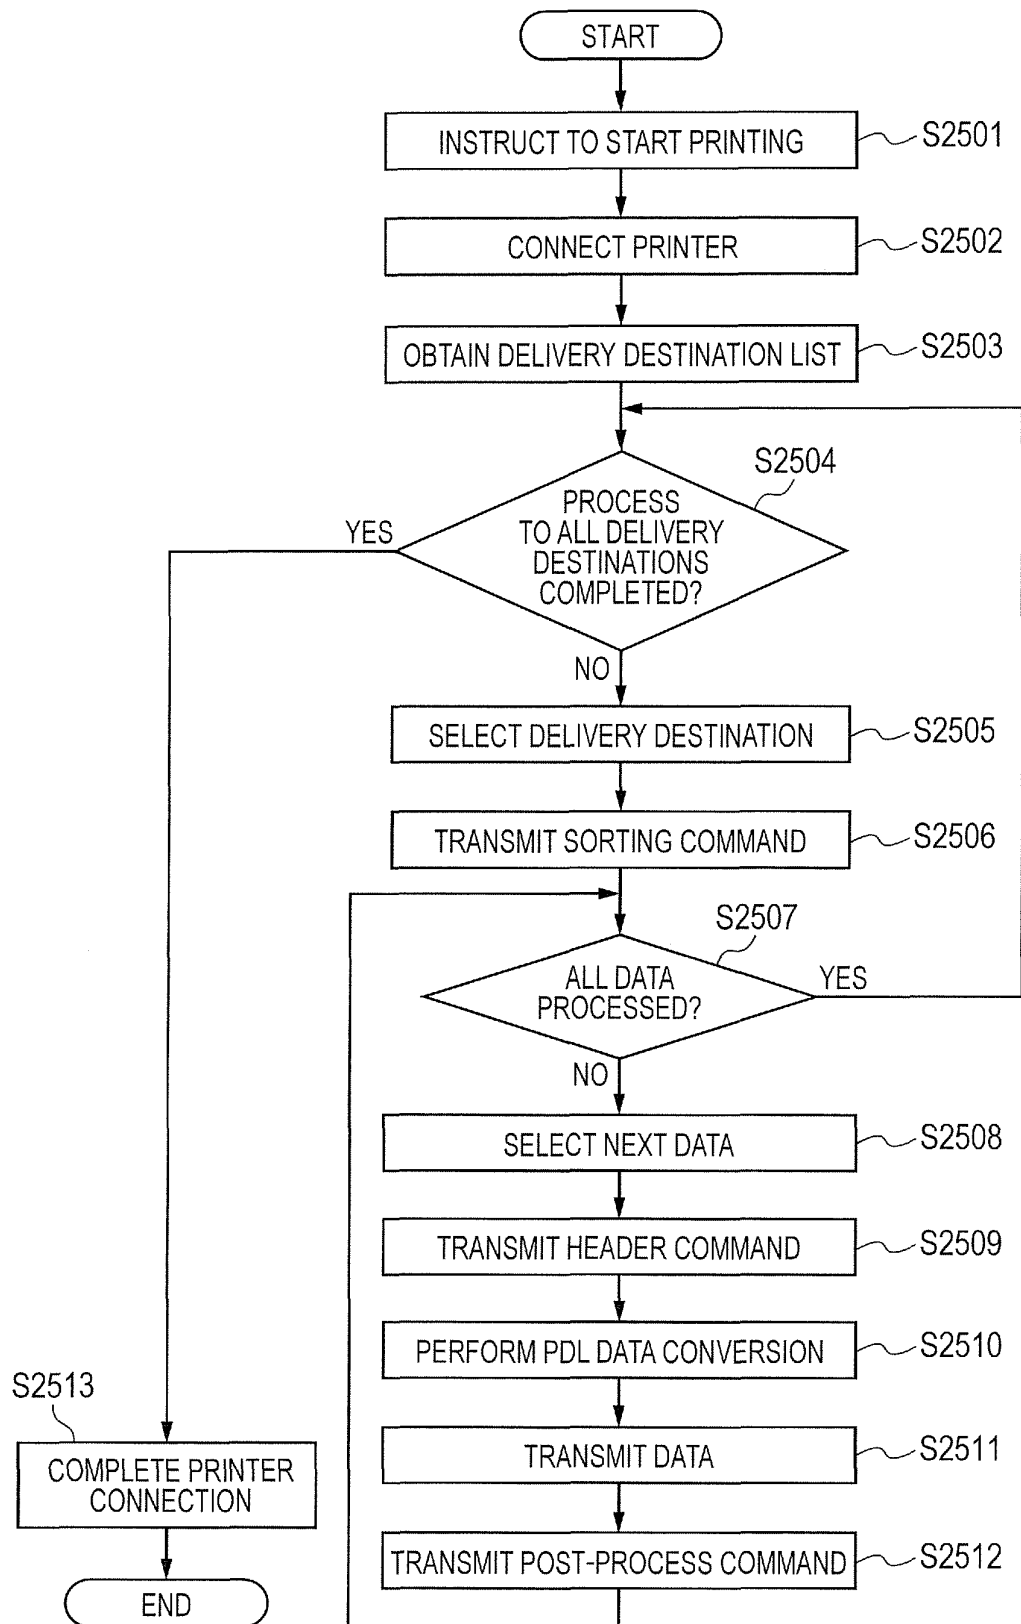 START
INSTRUCT TO START PRINTING
S2501
CONNECT PRINTER
S2502
OBTAIN DELIVERY DESTINATION LIST
S2503
S2504
PROCESS
TO ALL DELIVERY
DESTINATIONS
COMPLETED?
YES
NO
SELECT DELIVERY DESTINATION
S2505
TRANSMIT SORTING COMMAND
S2506
S2507
ALL DATA
PROCESSED?
YES
NO
SELECT NEXT DATA
S2508
TRANSMIT HEADER COMMAND
S2509
PERFORM PDL DATA CONVERSION
S2510
TRANSMIT DATA
S2511
TRANSMIT POST-PROCESS COMMAND
S2512
S2513
COMPLETE PRINTER
CONNECTION
END